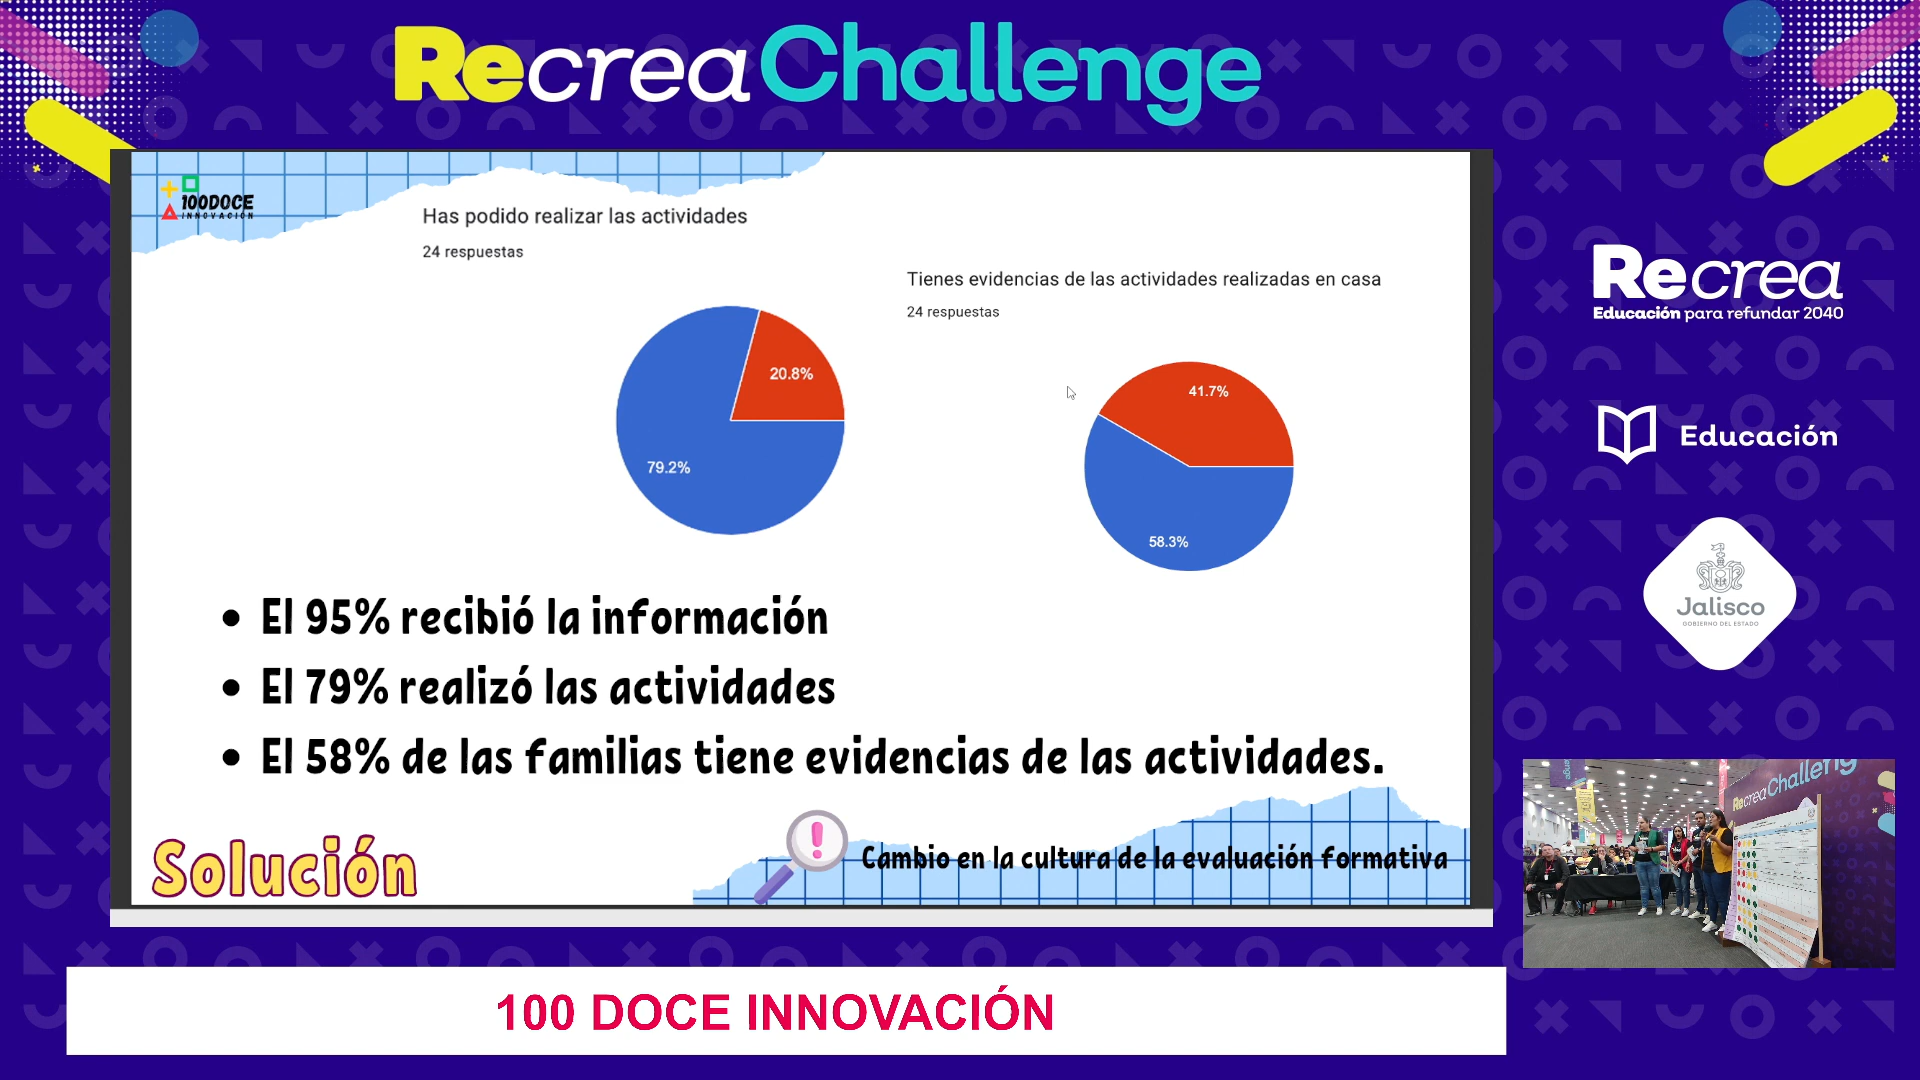 RecreaChallenge
100DOCE
INNOVACIÓN
Has podido realizar las actividades
24 respuestas
Tienes evidencias de las actividades realizadas en casa
24 respuestas
20.8%
79.2%
41.7%
58.3%
• El 95% recibió la información
• El 79% realizó las actividades
• El 58% de las familias tiene evidencias de las actividades.
Solución
Cambio en la cultura de la evaluación formativa
Recrea
Educación para refundar 2040
Educación
Jalisco
GOBIERNO DEL ESTADO
RecreaChallenge
100 DOCE INNOVACIÓN